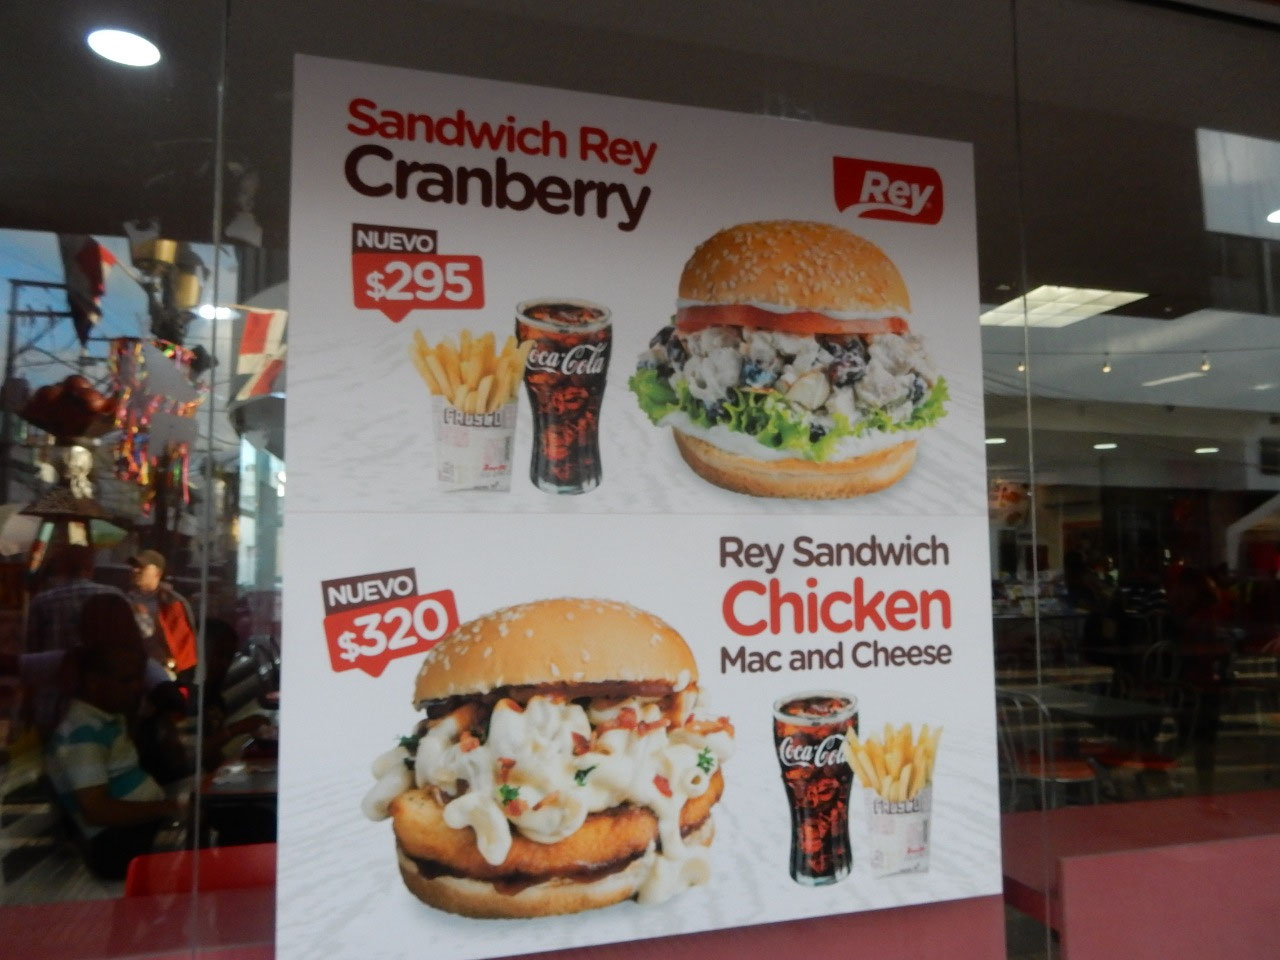 Sandwich Rey
Cranberry
Rey
NUEVO
$295
Coca-Cola
FRESCO
Rey Sandwich
Chicken
Mac and Cheese
NUEVO
$320
Coca-Cola
FRESCO